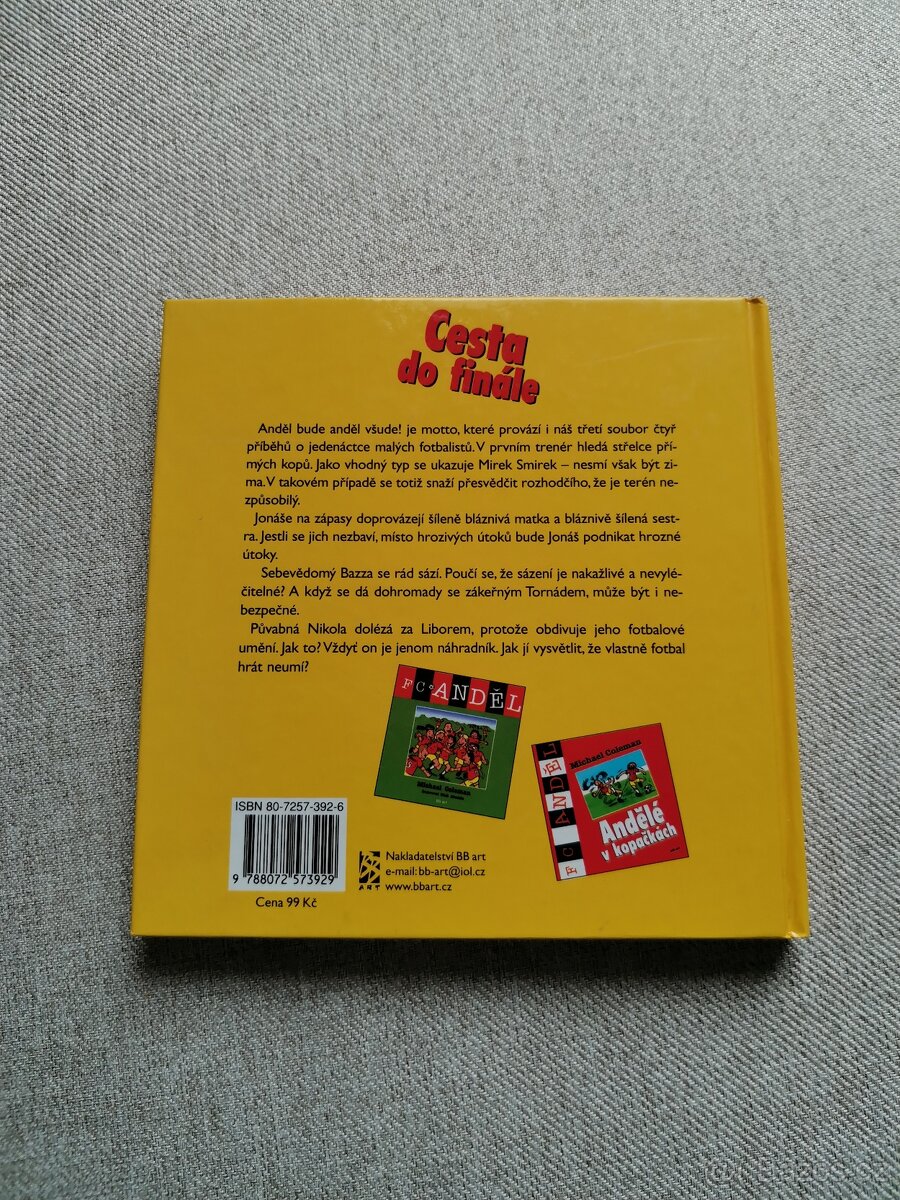 Cesta
do finále
Anděl bude anděl všude! je motto, které provází i náš třetí soubor čtyř
příběhů o jedenáctce malých fotbalistů. V prvním trenér hledá střelce pří-
mých kopů. Jako vhodný typ se ukazuje Mirek Smirek – nesmí však být zi-
ma. V takovém případě se totiž snaží přesvědčit rozhodčího, že je terén ne-
způsobilý.
Jonáše na zápasy doprovázejí šíleně bláznivá matka a bláznivě šílená sest-
ra. Jestli se jich nezbaví, místo hrozivých útoků bude Jonáš podnikat hrozné
útoky.
Sebevědomý Bazza se rád sází. Poučí se, že sázení je nakažlivé a nevylé-
čitelné? A když se dá dohromady se zákeřným Tornádem, může být i ne-
bezpečné.
Půvabná Nikola dolézá za Liborem, protože obdivuje jeho fotbalové
umění. Jak to? Vždyť on je jenom náhradník. Jak jí vysvětlit, že vlastně fotbal
hrát neumí?
FC ANDĚL
Michael Coleman
FC ANDĚL
Michael Coleman
Andělé
v kopačkách
ISBN 80-7257-392-6
9 788072 573929
Cena 99 Kč
BB
ART
Nakladatelství BB art
e-mail: bb-art@iol.cz
www.bbart.cz
Bazos.cz